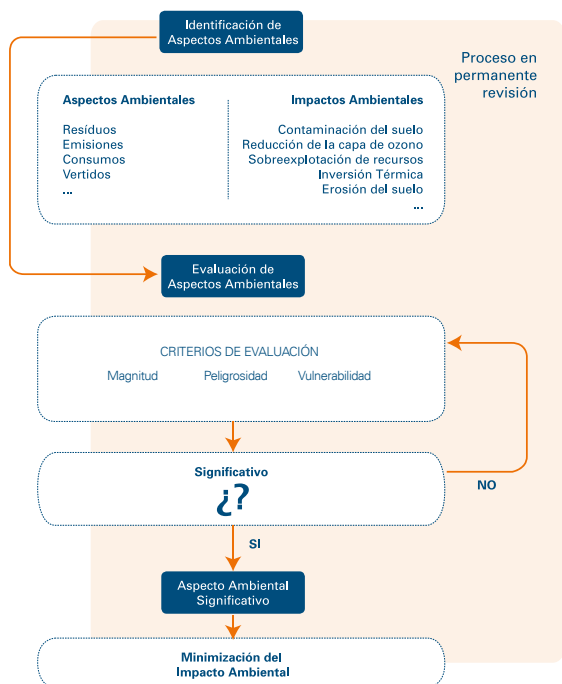 Identificación de
Aspectos Ambientales
Proceso en
permanente
revisión
Aspectos Ambientales
Resíduos
Emisiones
Consumos
Vertidos
...
Impactos Ambientales
Contaminación del suelo
Reducción de la capa de ozono
Sobreexplotación de recursos
Inversión Térmica
Erosión del suelo
...
Evaluación de
Aspectos Ambientales
CRITERIOS DE EVALUACIÓN
Magnitud Peligrosidad Vulnerabilidad
Significativo
¿?
NO
SI
Aspecto Ambiental
Significativo
Minimización del
Impacto Ambiental